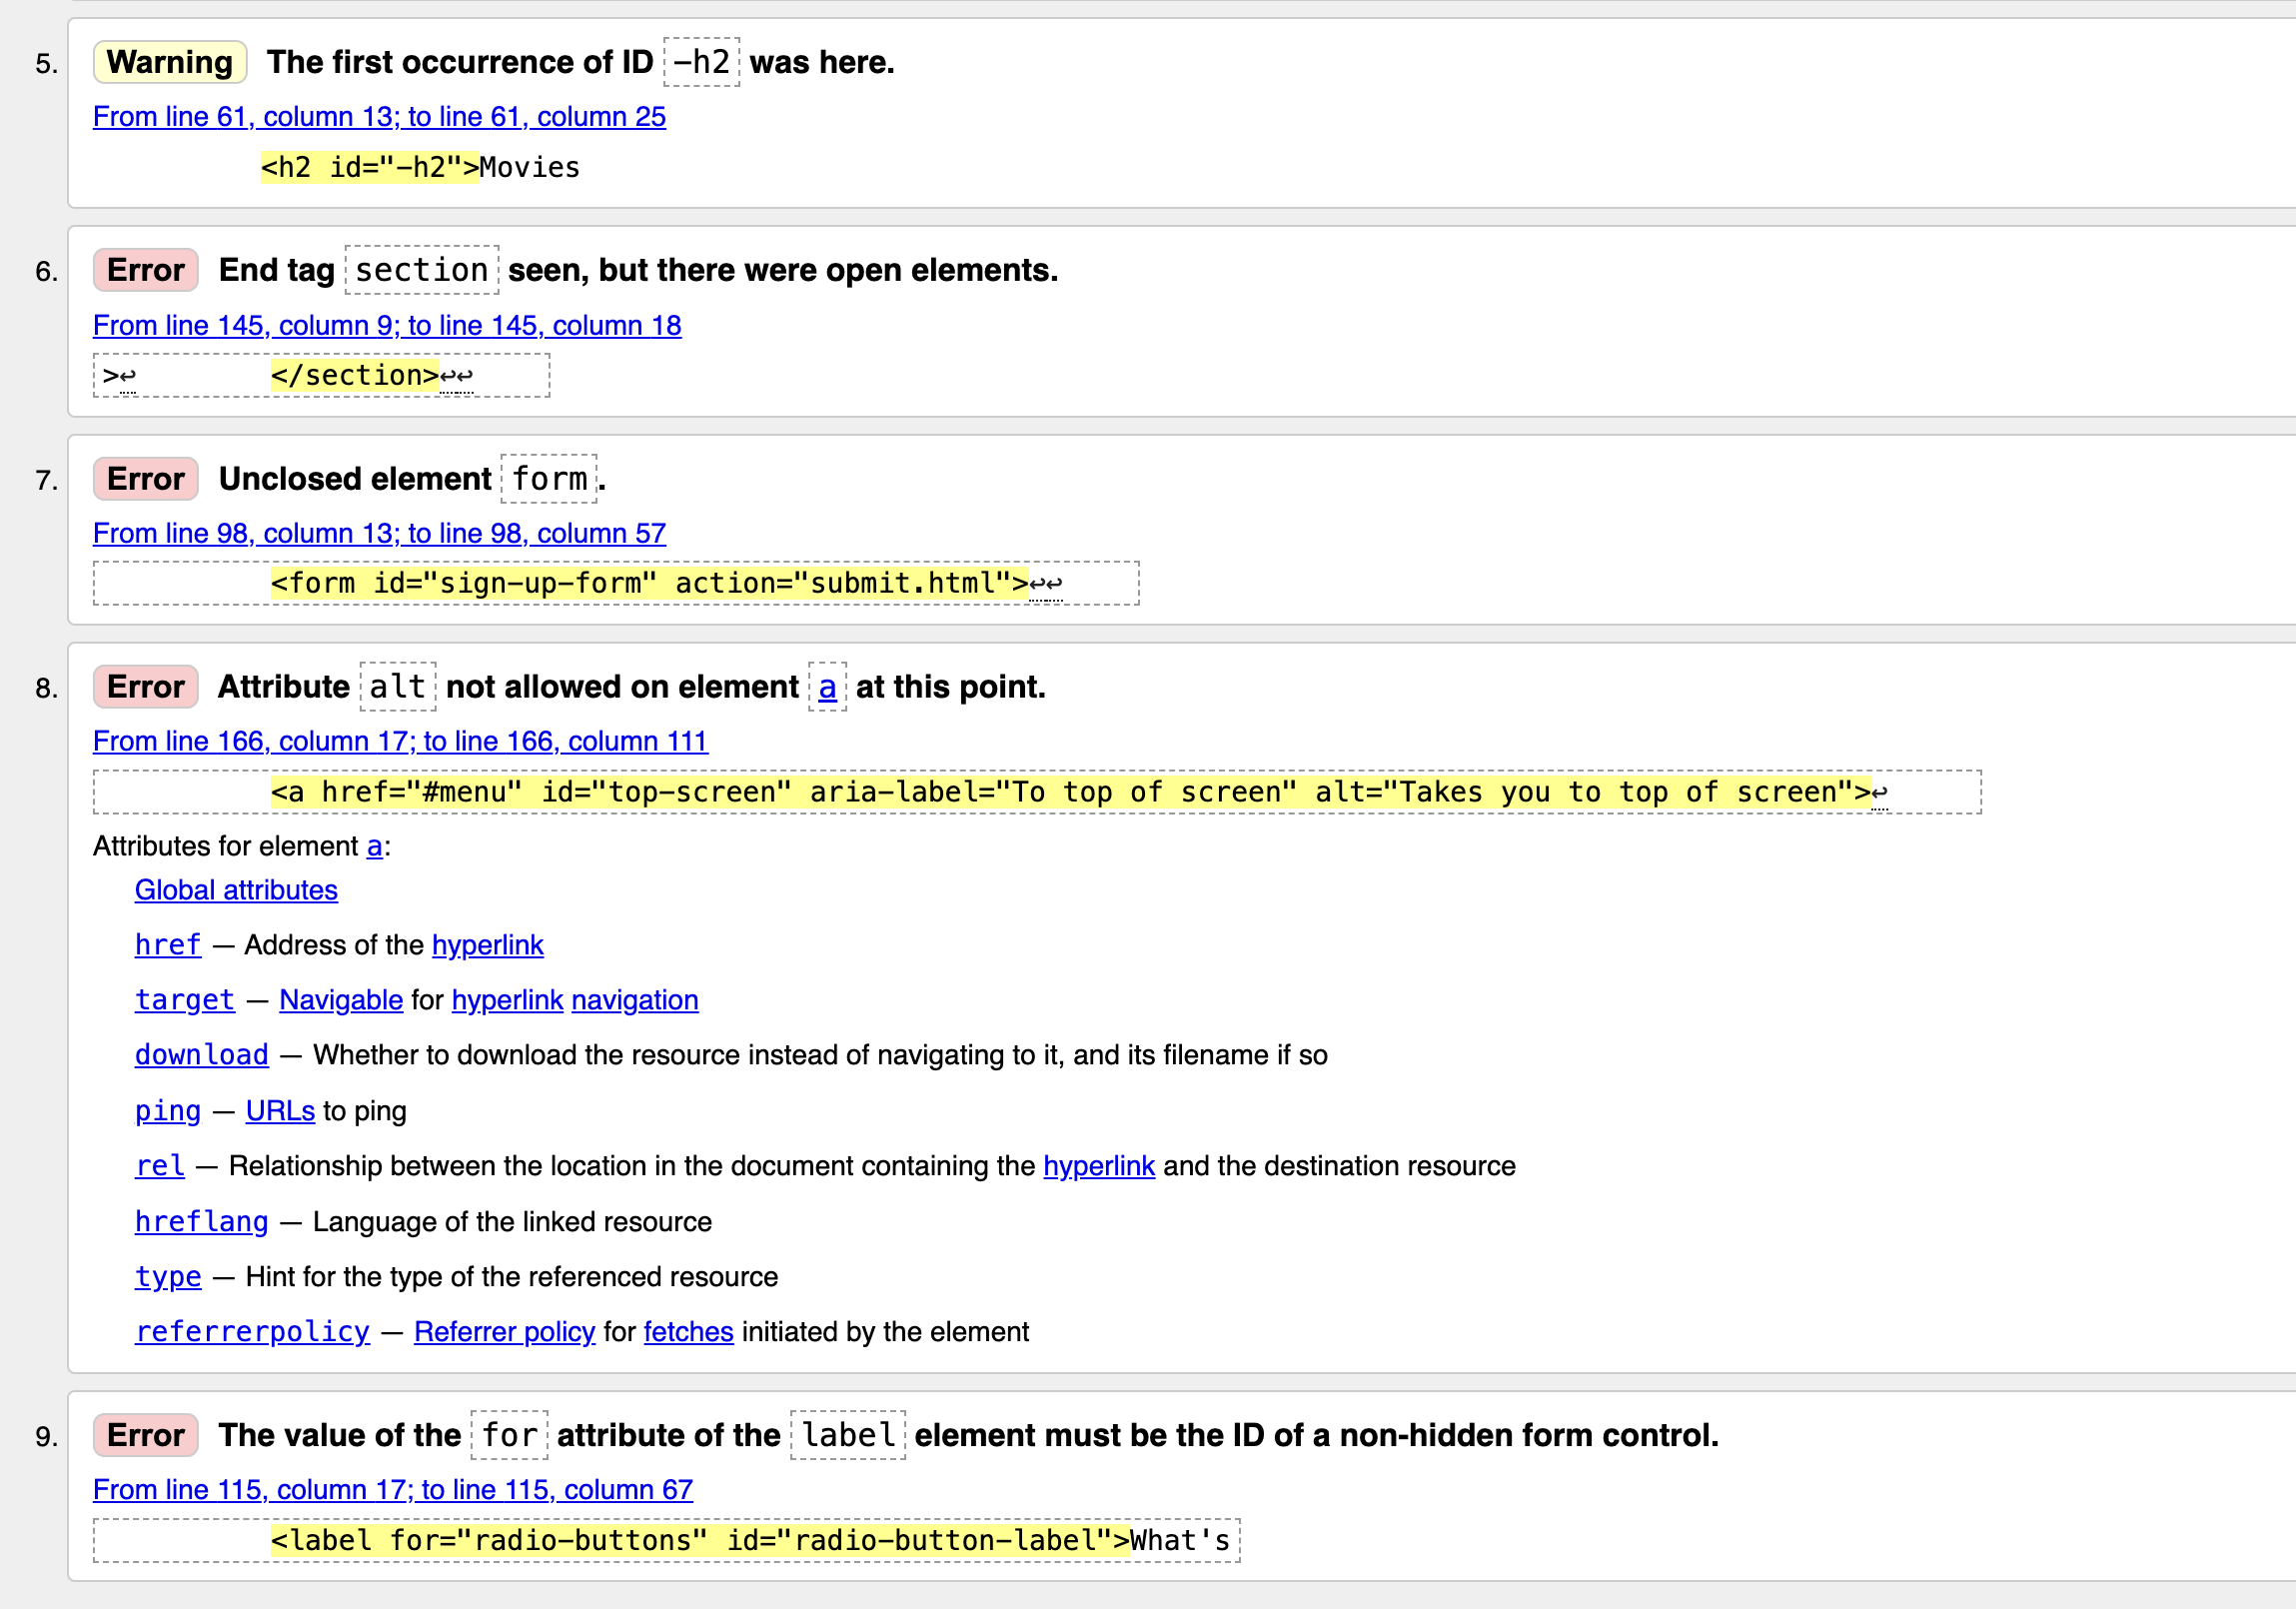 5. Warning The first occurrence of ID -h2 was here.
From line 61, column 13; to line 61, column 25
<h2 id="-h2">Movies
6. Error End tag section seen, but there were open elements.
From line 145, column 9; to line 145, column 18
>↩ </section>↩↩
7. Error Unclosed element form.
From line 98, column 13; to line 98, column 57
<form id="sign-up-form" action="submit.html">↩↩
8. Error Attribute alt not allowed on element a at this point.
From line 166, column 17; to line 166, column 111
<a href="#menu" id="top-screen" aria-label="To top of screen" alt="Takes you to top of screen">↩
Attributes for element a:
Global attributes
href — Address of the hyperlink
target — Navigable for hyperlink navigation
download — Whether to download the resource instead of navigating to it, and its filename if so
ping — URLs to ping
rel — Relationship between the location in the document containing the hyperlink and the destination resource
hreflang — Language of the linked resource
type — Hint for the type of the referenced resource
referrerpolicy — Referrer policy for fetches initiated by the element
9. Error The value of the for attribute of the label element must be the ID of a non-hidden form control.
From line 115, column 17; to line 115, column 67
<label for="radio-buttons" id="radio-button-label">What's